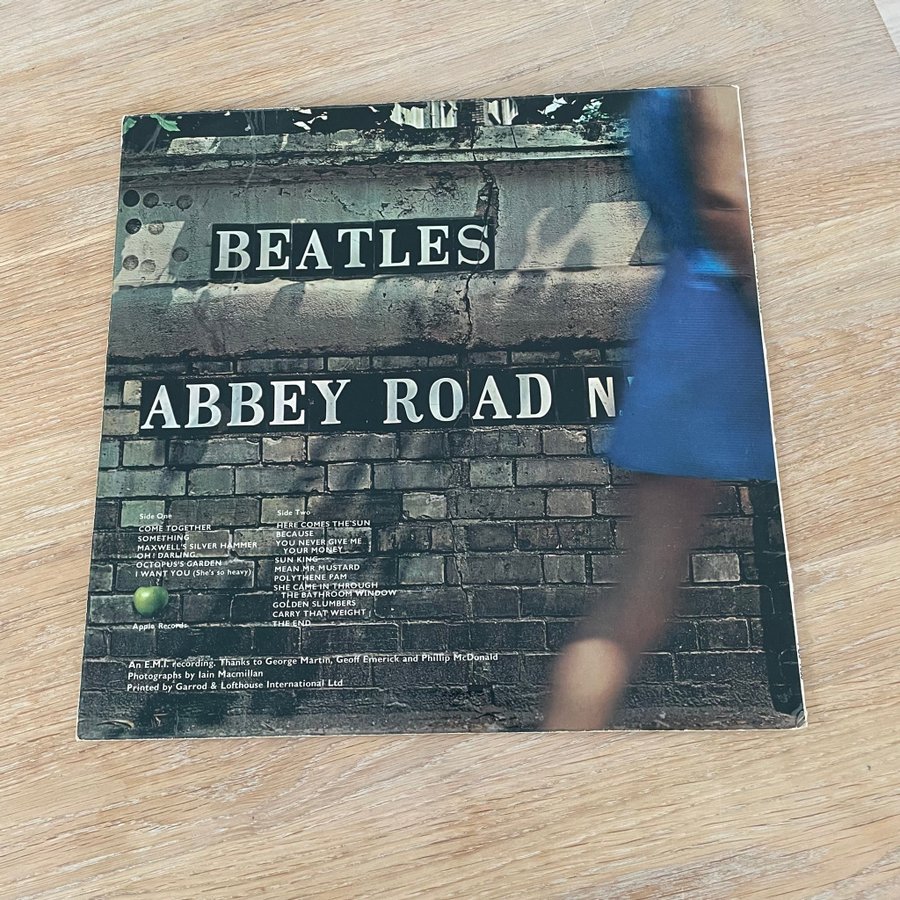 BEATLES
ABBEY ROAD N
Side One
COME TOGETHER
SOMETHING
MAXWELL'S SILVER HAMMER
OH! DARLING
OCTOPUS'S GARDEN
I WANT YOU (She's so heavy)
Apple Records
Side Two
HERE COMES THE SUN
BECAUSE
YOU NEVER GIVE ME
YOUR MONEY
SUN KING
MEAN MR MUSTARD
POLYTHENE PAM
SHE CAME IN THROUGH
THE BATHROOM WINDOW
GOLDEN SLUMBERS
CARRY THAT WEIGHT
THE END
An E.M.I. recording. Thanks to George Martin, Geoff Emerick and Phillip McDonald
Photographs by Iain Macmillan
Printed by Garrod & Lofthouse International Ltd